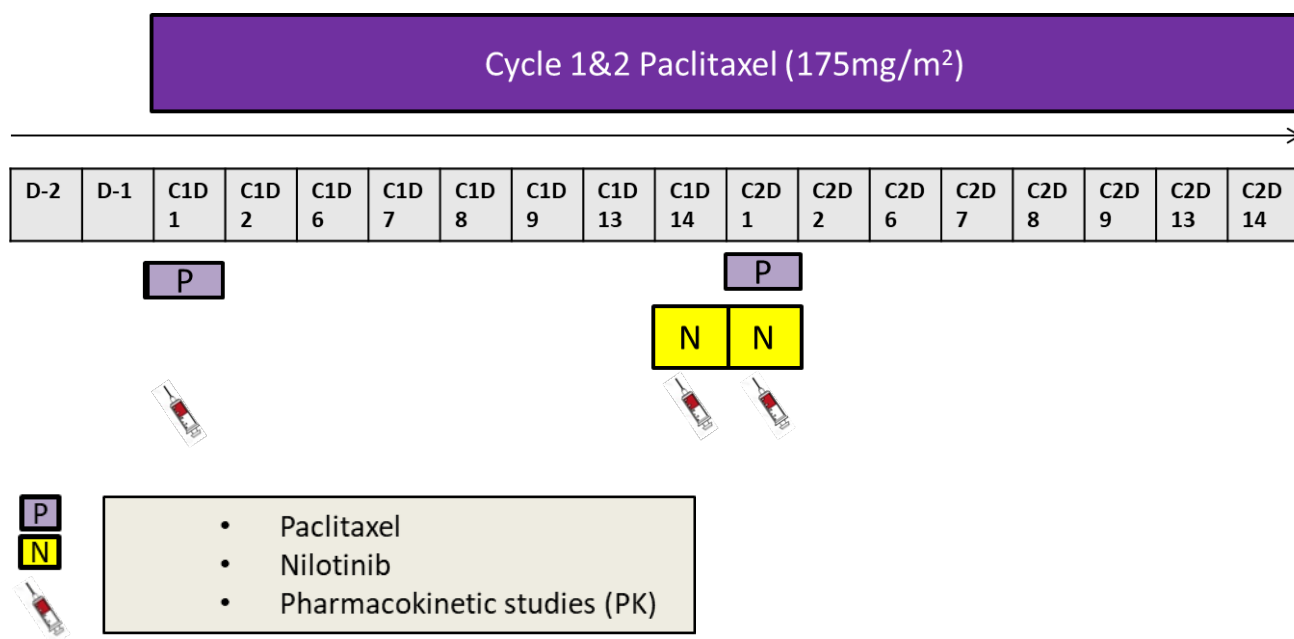 Cycle 1&2 Paclitaxel (175mg/m²)
D-2 D-1 C1D C1D C1D C1D C1D C1D C1D C1D C2D C2D C2D C2D C2D C2D C2D C2D
1 2 6 7 8 9 13 14 1 2 6 7 8 9 13 14
P P
N N
P
N
• Paclitaxel
• Nilotinib
• Pharmacokinetic studies (PK)